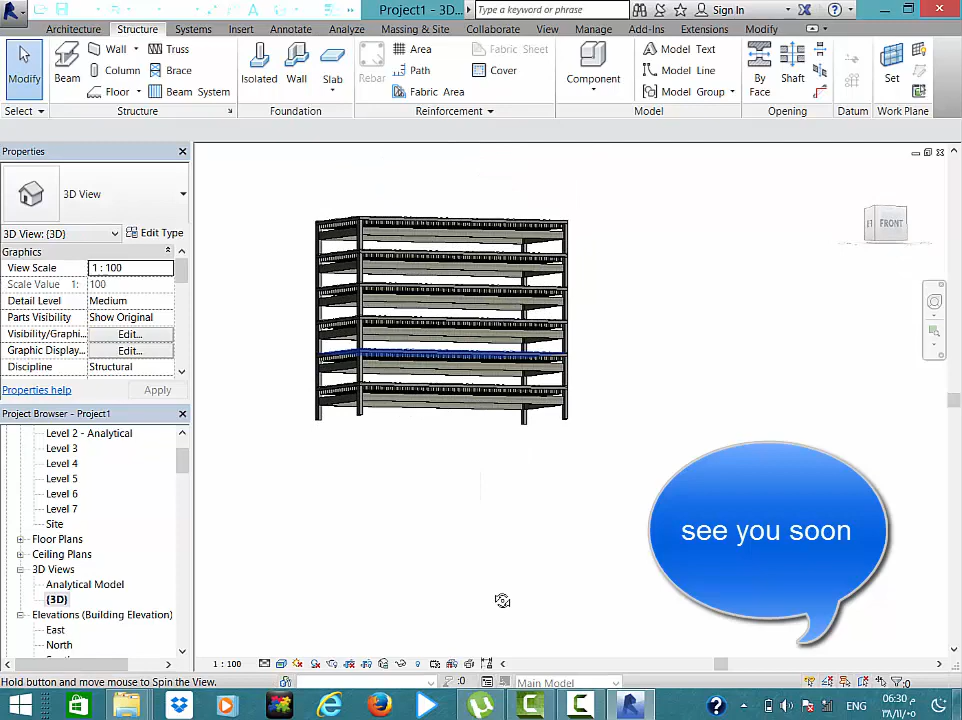 Project1 - 3D...
Type a keyword or phrase
Sign In
Architecture Structure Systems Insert Annotate Analyze Massing & Site Collaborate View Manage Add-Ins Extensions Modify
Modify
Beam
Wall
Column
Floor
Truss
Brace
Beam System
Isolated
Wall
Slab
Rebar
Area
Path
Fabric Area
Fabric Sheet
Cover
Component
Model Text
Model Line
Model Group
By
Face
Shaft
Set
Select
Structure
Foundation
Reinforcement
Model
Opening
Datum
Work Plane
Properties
3D View
3D View: {3D}
Edit Type
Graphics
View Scale 1 : 100
Scale Value 1: 100
Detail Level Medium
Parts Visibility Show Original
Visibility/Graphi... Edit...
Graphic Display... Edit...
Discipline Structural
Properties help
Apply
Project Browser - Project1
Level 2 - Analytical
Level 3
Level 4
Level 5
Level 6
Level 7
Site
Floor Plans
Ceiling Plans
3D Views
Analytical Model
{3D}
Elevations (Building Elevation)
East
North
FRONT
see you soon
1 : 100
Hold button and move mouse to Spin the View.
:0
Main Model
:0
ENG